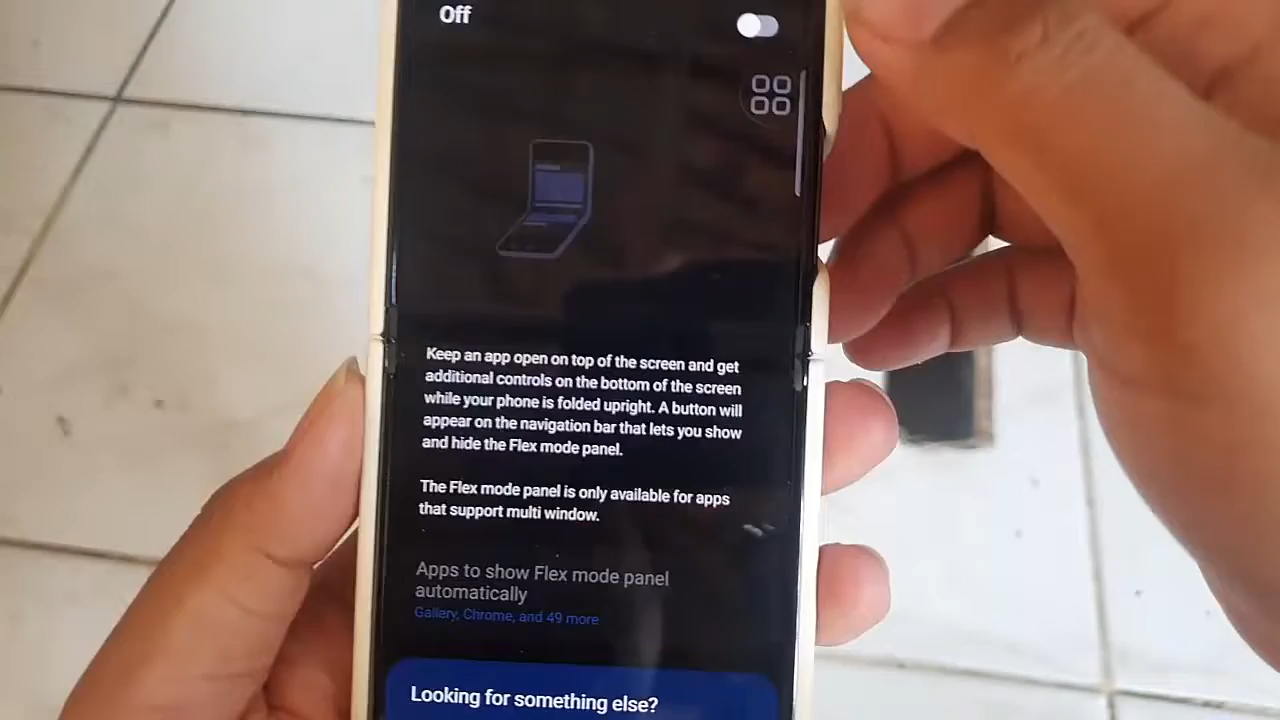 Off
Keep an app open on top of the screen and get
additional controls on the bottom of the screen
while your phone is folded upright. A button will
appear on the navigation bar that lets you show
and hide the Flex mode panel.
The Flex mode panel is only available for apps
that support multi window.
Apps to show Flex mode panel
automatically
Gallery, Chrome, and 49 more
Looking for something else?